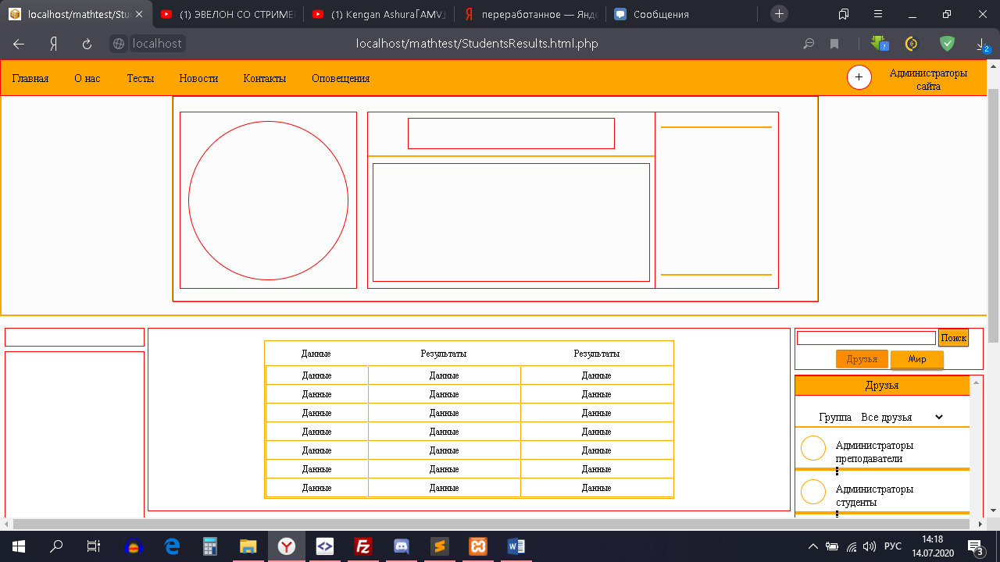 localhost/mathtest/Stu
(1) ЭВЕЛОН СО СТРИМЕ
(1) Kengan Ashura「AMV」
переработанное — Янде
Сообщения
localhost
localhost/mathtest/StudentsResults.html.php
Главная О нас Тесты Новости Контакты Оповещения
+
Администраторы
сайта
Поиск
Друзья Мир
Друзья
Группа Все друзья
Администраторы
преподаватели
Администраторы
студенты
Данные Результаты Результаты
Данные Данные Данные
Данные Данные Данные
Данные Данные Данные
Данные Данные Данные
Данные Данные Данные
Данные Данные Данные
Данные Данные Данные
РУС
14:18
14.07.2020
3